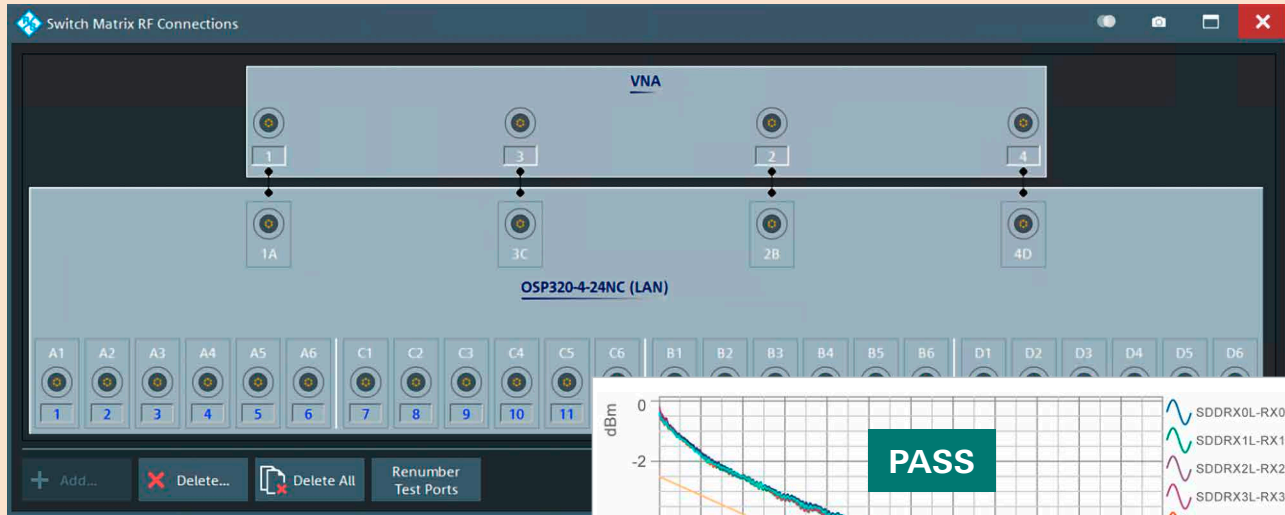 Switch Matrix RF Connections
VNA
1 3 2 4
1A 3C 2B 4D
OSP320-4-24NC (LAN)
A1 A2 A3 A4 A5 A6 C1 C2 C3 C4 C5 C6 B1 B2 B3 B4 B5 B6 D1 D2 D3 D4 D5 D6
1 2 3 4 5 6 7 8 9 10 11
Add... Delete... Delete All Renumber
Test Ports
dBm
0
-2
PASS
SDDRX0L-RX0
SDDRX1L-RX1
SDDRX2L-RX2
SDDRX3L-RX3